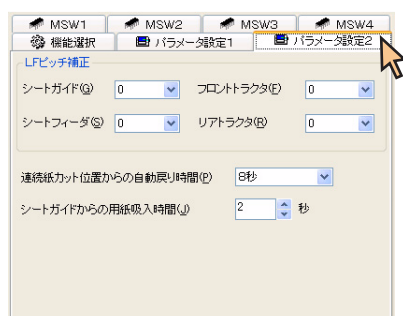 MSW1 MSW2 MSW3 MSW4
機能選択 パラメータ設定1 パラメータ設定2
LFピッチ補正
シートガイド(G) 0 フロントトラクタ(F) 0
シートフィーダ(S) 0 リアトラクタ(R) 0
連続紙カット位置からの自動戻り時間(P) 8秒
シートガイドからの用紙吸入時間(J) 2 秒